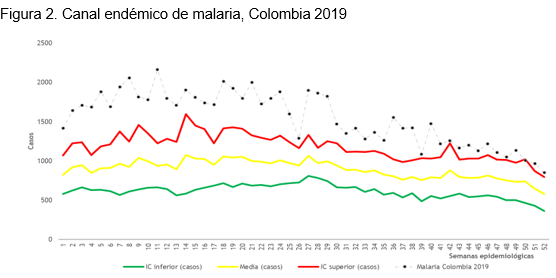 Figura 2. Canal endémico de malaria, Colombia 2019
2500
2000
1500
1000
500
0
Casos
1 2 3 4 5 6 7 8 9 10 11 12 13 14 15 16 17 18 19 20 21 22 23 24 25 26 27 28 29 30 31 32 33 34 35 36 37 38 39 40 41 42 43 44 45 46 47 48 49 50 51 52
Semanas epidemiológicas
IC inferior (casos) Media (casos) IC superior (casos) Malaria Colombia 2019